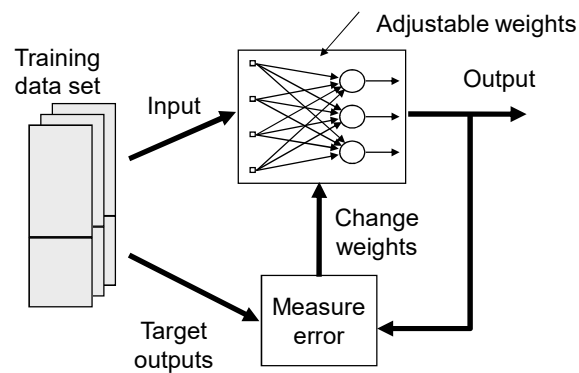 Adjustable weights
Training
data set
Input
Output
Change
weights
Measure
error
Target
outputs